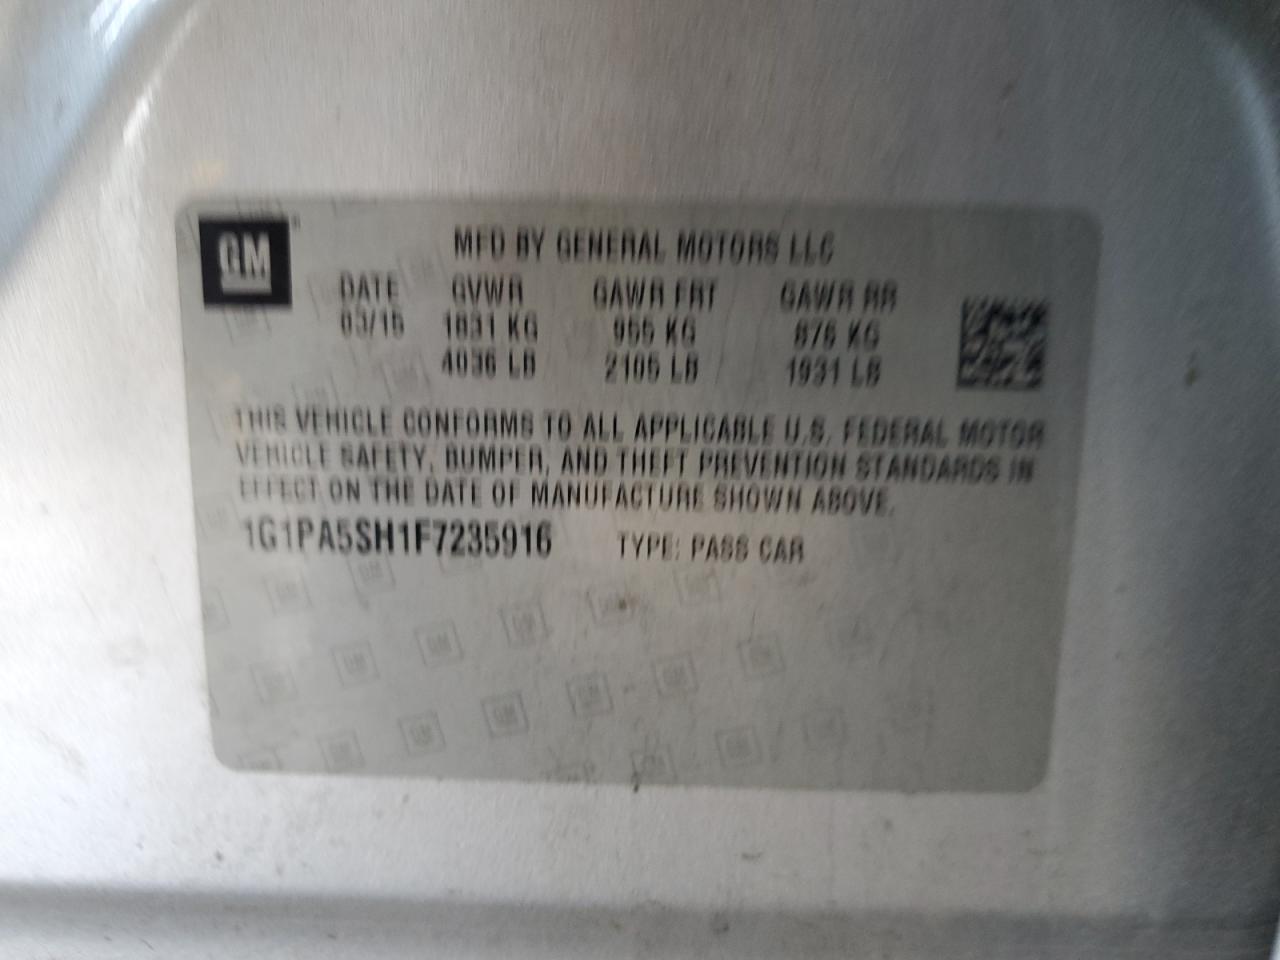 GM
MFD BY GENERAL MOTORS LLC
DATE GVWR GAWR FRT GAWR RR
03/15 1831 KG 955 KG 876 KG
4036 LB 2105 LB 1931 LB
THIS VEHICLE CONFORMS TO ALL APPLICABLE U.S. FEDERAL MOTOR
VEHICLE SAFETY, BUMPER, AND THEFT PREVENTION STANDARDS IN
EFFECT ON THE DATE OF MANUFACTURE SHOWN ABOVE.
1G1PA5SH1F7235916 TYPE: PASS CAR